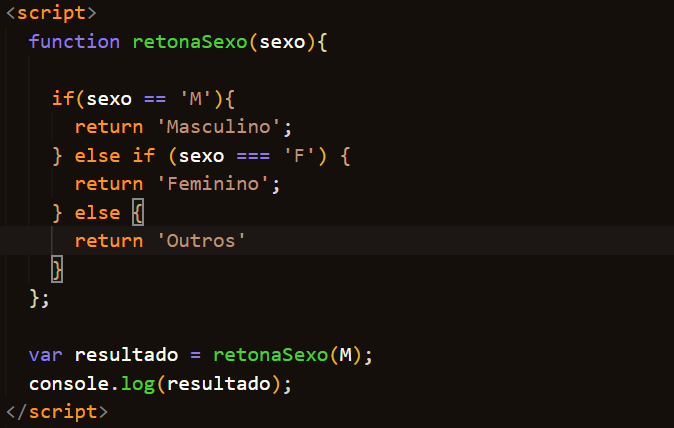 <script>
function retonaSexo(sexo){
if(sexo == 'M'){
return 'Masculino';
} else if (sexo === 'F') {
return 'Feminino';
} else {
return 'Outros'
}
};
var resultado = retonaSexo(M);
console.log(resultado);
</script>